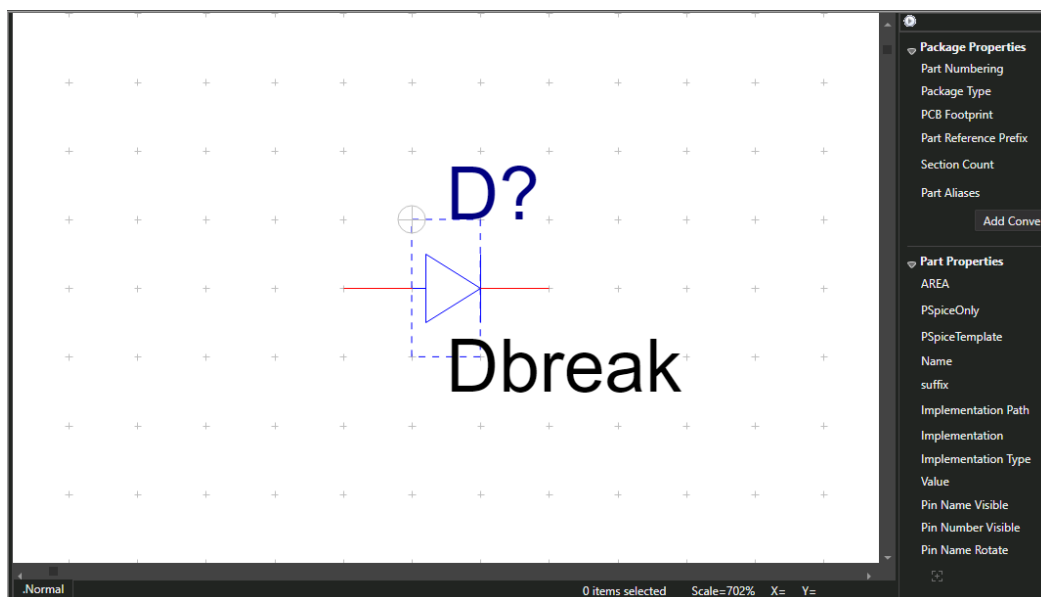 D?
Dbreak
.Normal
0 items selected Scale=702% X= Y=
Package Properties
Part Numbering
Package Type
PCB Footprint
Part Reference Prefix
Section Count
Part Aliases
Add Conve
Part Properties
AREA
PSpiceOnly
PSpiceTemplate
Name
suffix
Implementation Path
Implementation
Implementation Type
Value
Pin Name Visible
Pin Number Visible
Pin Name Rotate